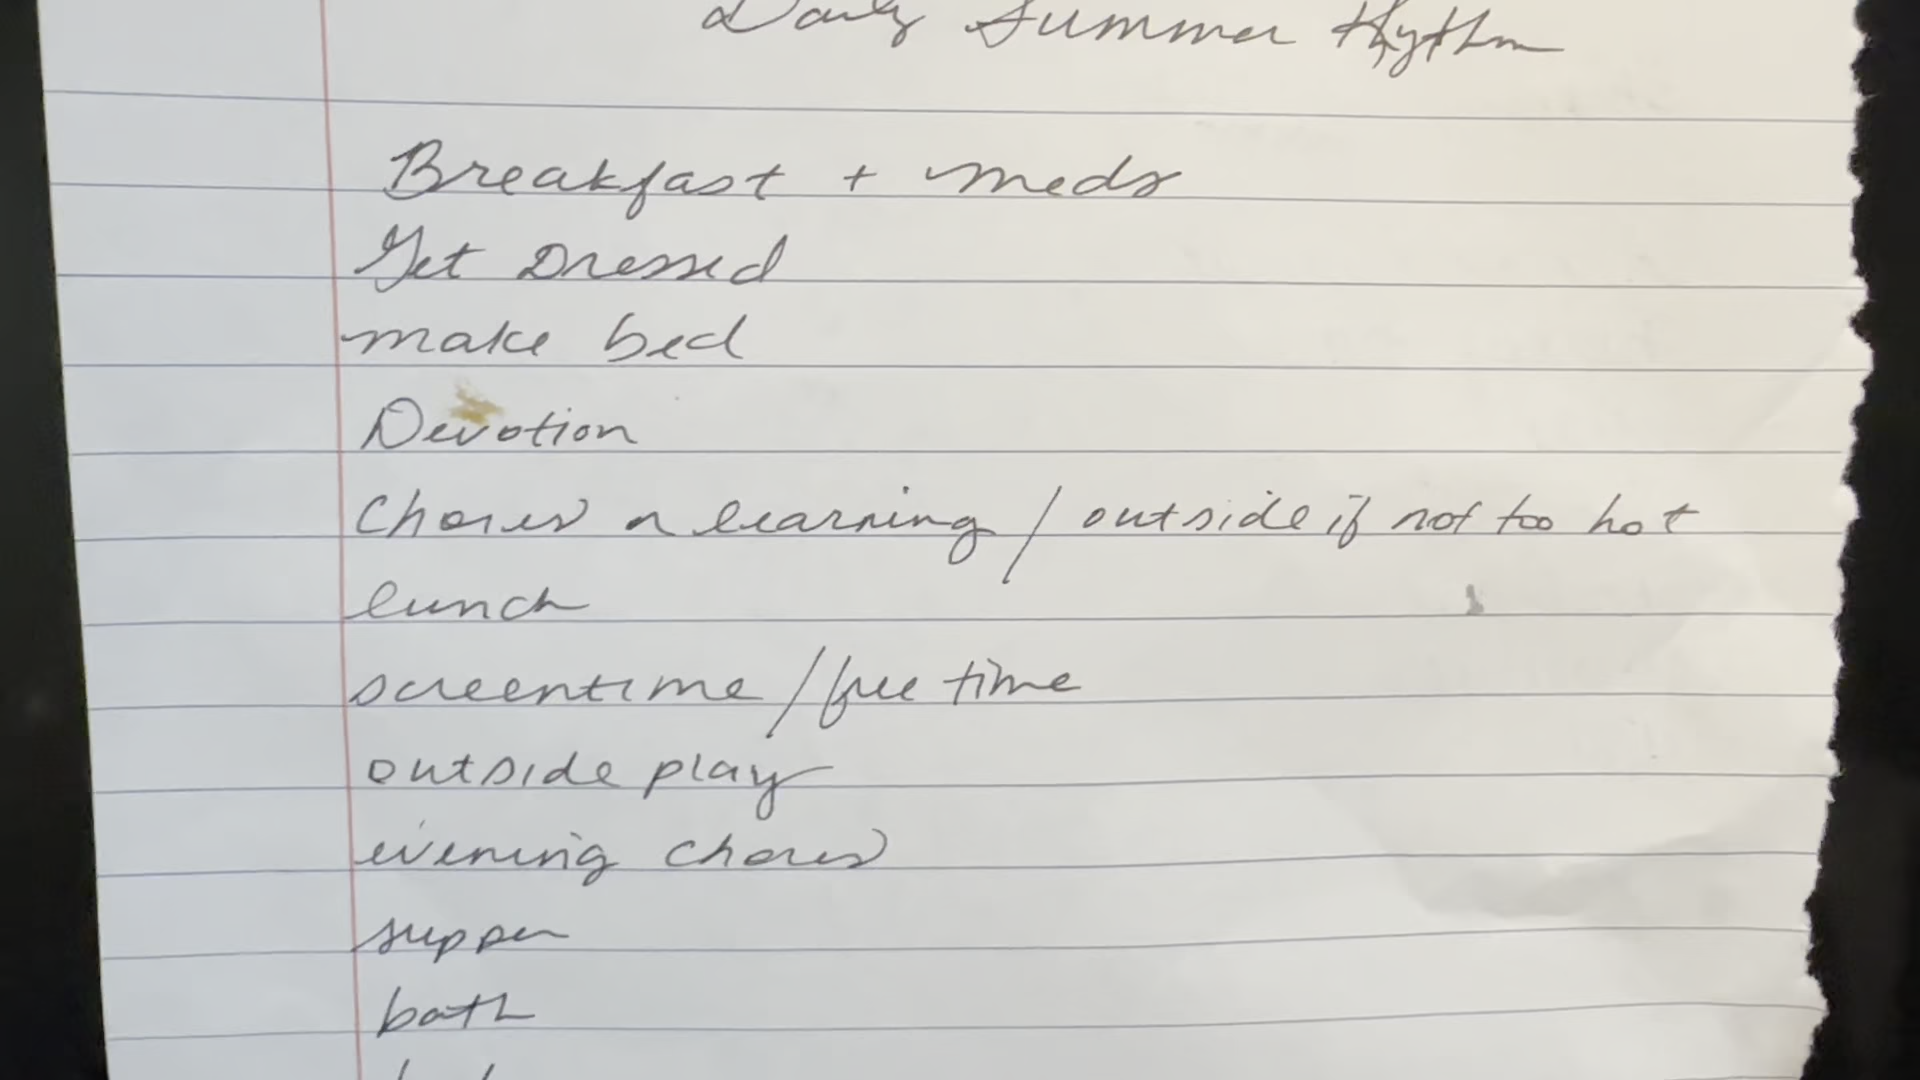 Daily Summer Rhythm
Breakfast + meds
Get Dressed
make bed
Devotion
Chores or learning / outside if not too hot
lunch
screentime / free time
outside play
evening chores
supper
bath